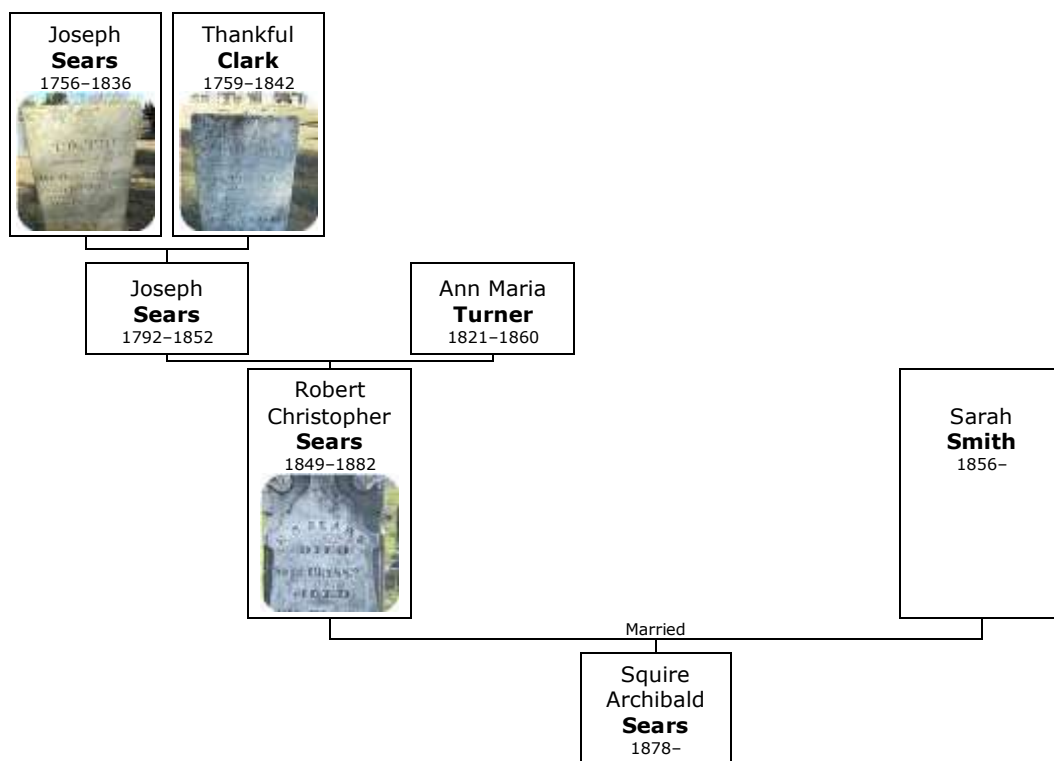 Joseph
Sears
1756–1836
Thankful
Clark
1759–1842
Joseph
Sears
1792–1852
Ann Maria
Turner
1821–1860
Robert
Christopher
Sears
1849–1882
Sarah
Smith
1856–
Married
Squire
Archibald
Sears
1878–